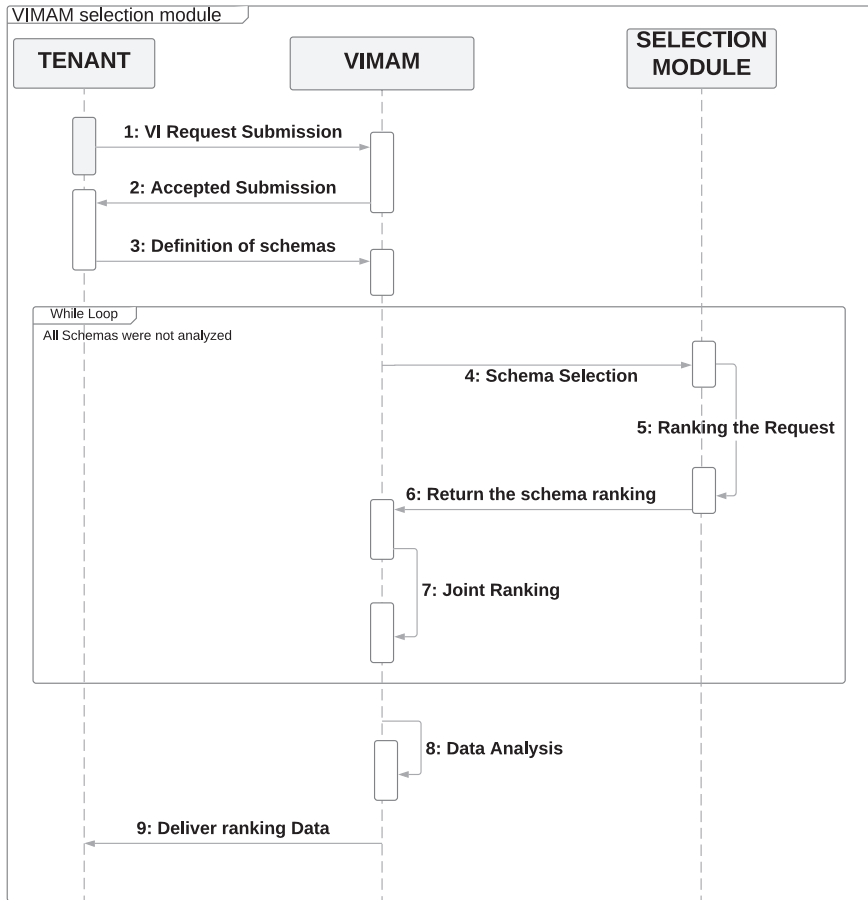 VIMAM selection module
TENANT
VIMAM
SELECTION
MODULE
1: VI Request Submission
2: Accepted Submission
3: Definition of schemas
While Loop
All Schemas were not analyzed
4: Schema Selection
5: Ranking the Request
6: Return the schema ranking
7: Joint Ranking
8: Data Analysis
9: Deliver ranking Data